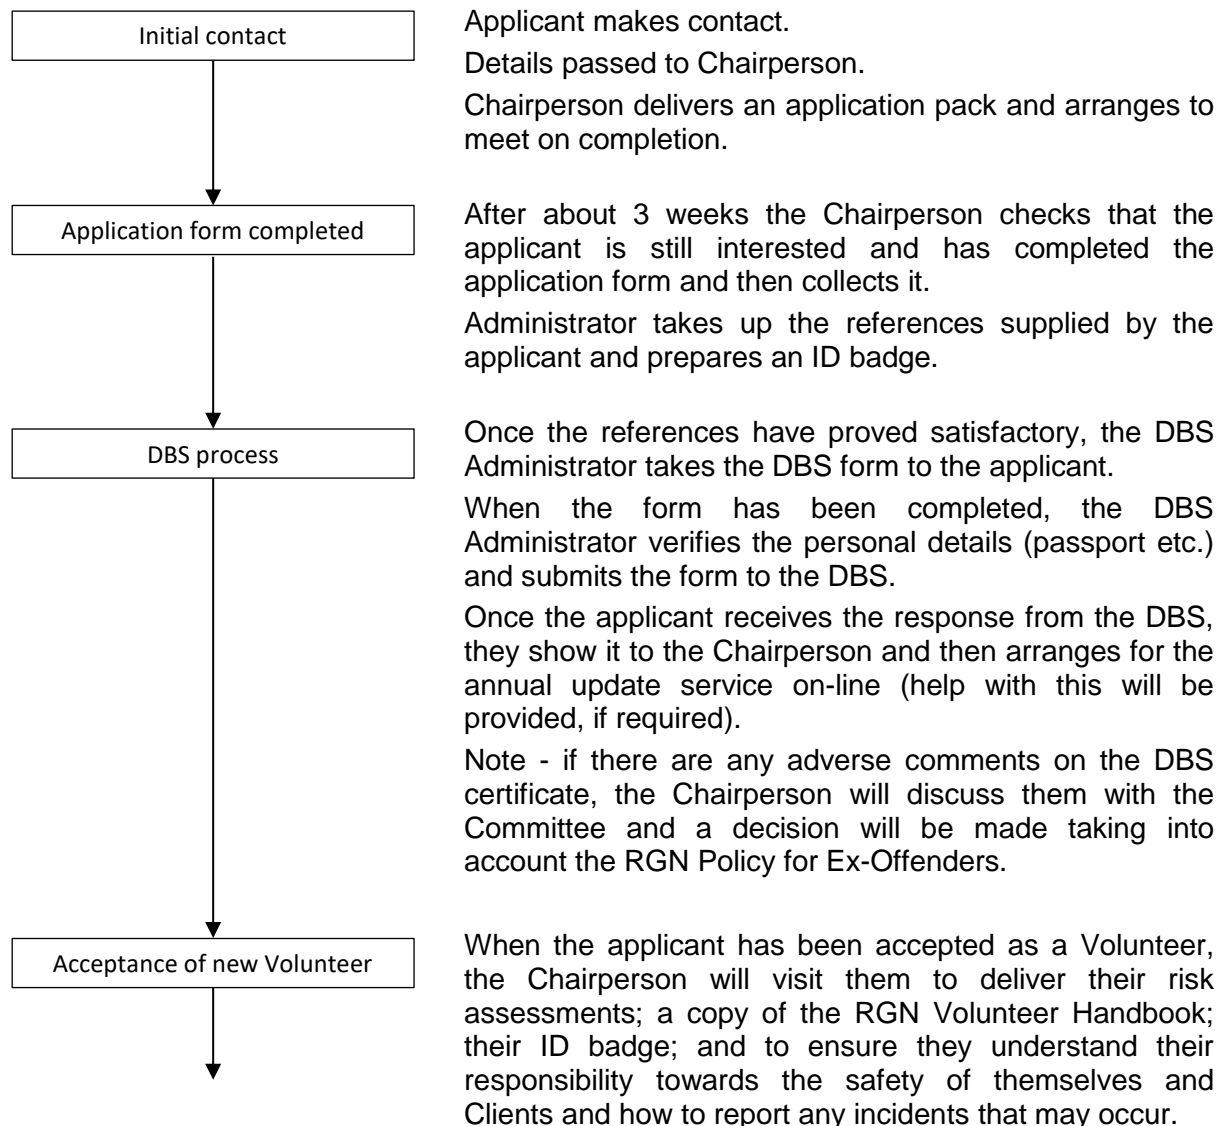 Initial contact
Applicant makes contact.
Details passed to Chairperson.
Chairperson delivers an application pack and arranges to
meet on completion.
Application form completed
After about 3 weeks the Chairperson checks that the
applicant is still interested and has completed the
application form and then collects it.
Administrator takes up the references supplied by the
applicant and prepares an ID badge.
DBS process
Once the references have proved satisfactory, the DBS
Administrator takes the DBS form to the applicant.
When the form has been completed, the DBS
Administrator verifies the personal details (passport etc.)
and submits the form to the DBS.
Once the applicant receives the response from the DBS,
they show it to the Chairperson and then arranges for the
annual update service on-line (help with this will be
provided, if required).
Note - if there are any adverse comments on the DBS
certificate, the Chairperson will discuss them with the
Committee and a decision will be made taking into
account the RGN Policy for Ex-Offenders.
Acceptance of new Volunteer
When the applicant has been accepted as a Volunteer,
the Chairperson will visit them to deliver their risk
assessments; a copy of the RGN Volunteer Handbook;
their ID badge; and to ensure they understand their
responsibility towards the safety of themselves and
Clients and how to report any incidents that may occur.